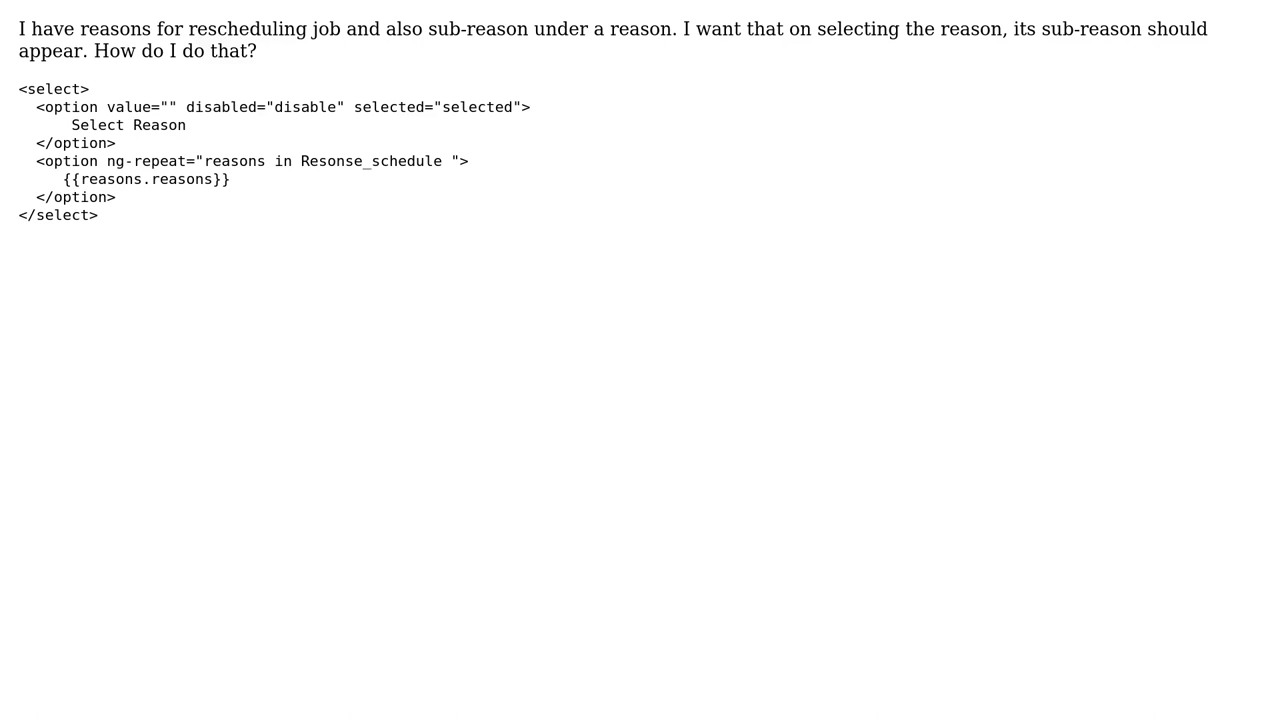 I have reasons for rescheduling job and also sub-reason under a reason. I want that on selecting the reason, its sub-reason should
appear. How do I do that?
<select>
  <option value="" disabled="disable" selected="selected">
      Select Reason
  </option>
  <option ng-repeat="reasons in Resonse_schedule ">
     {{reasons.reasons}}
  </option>
</select>